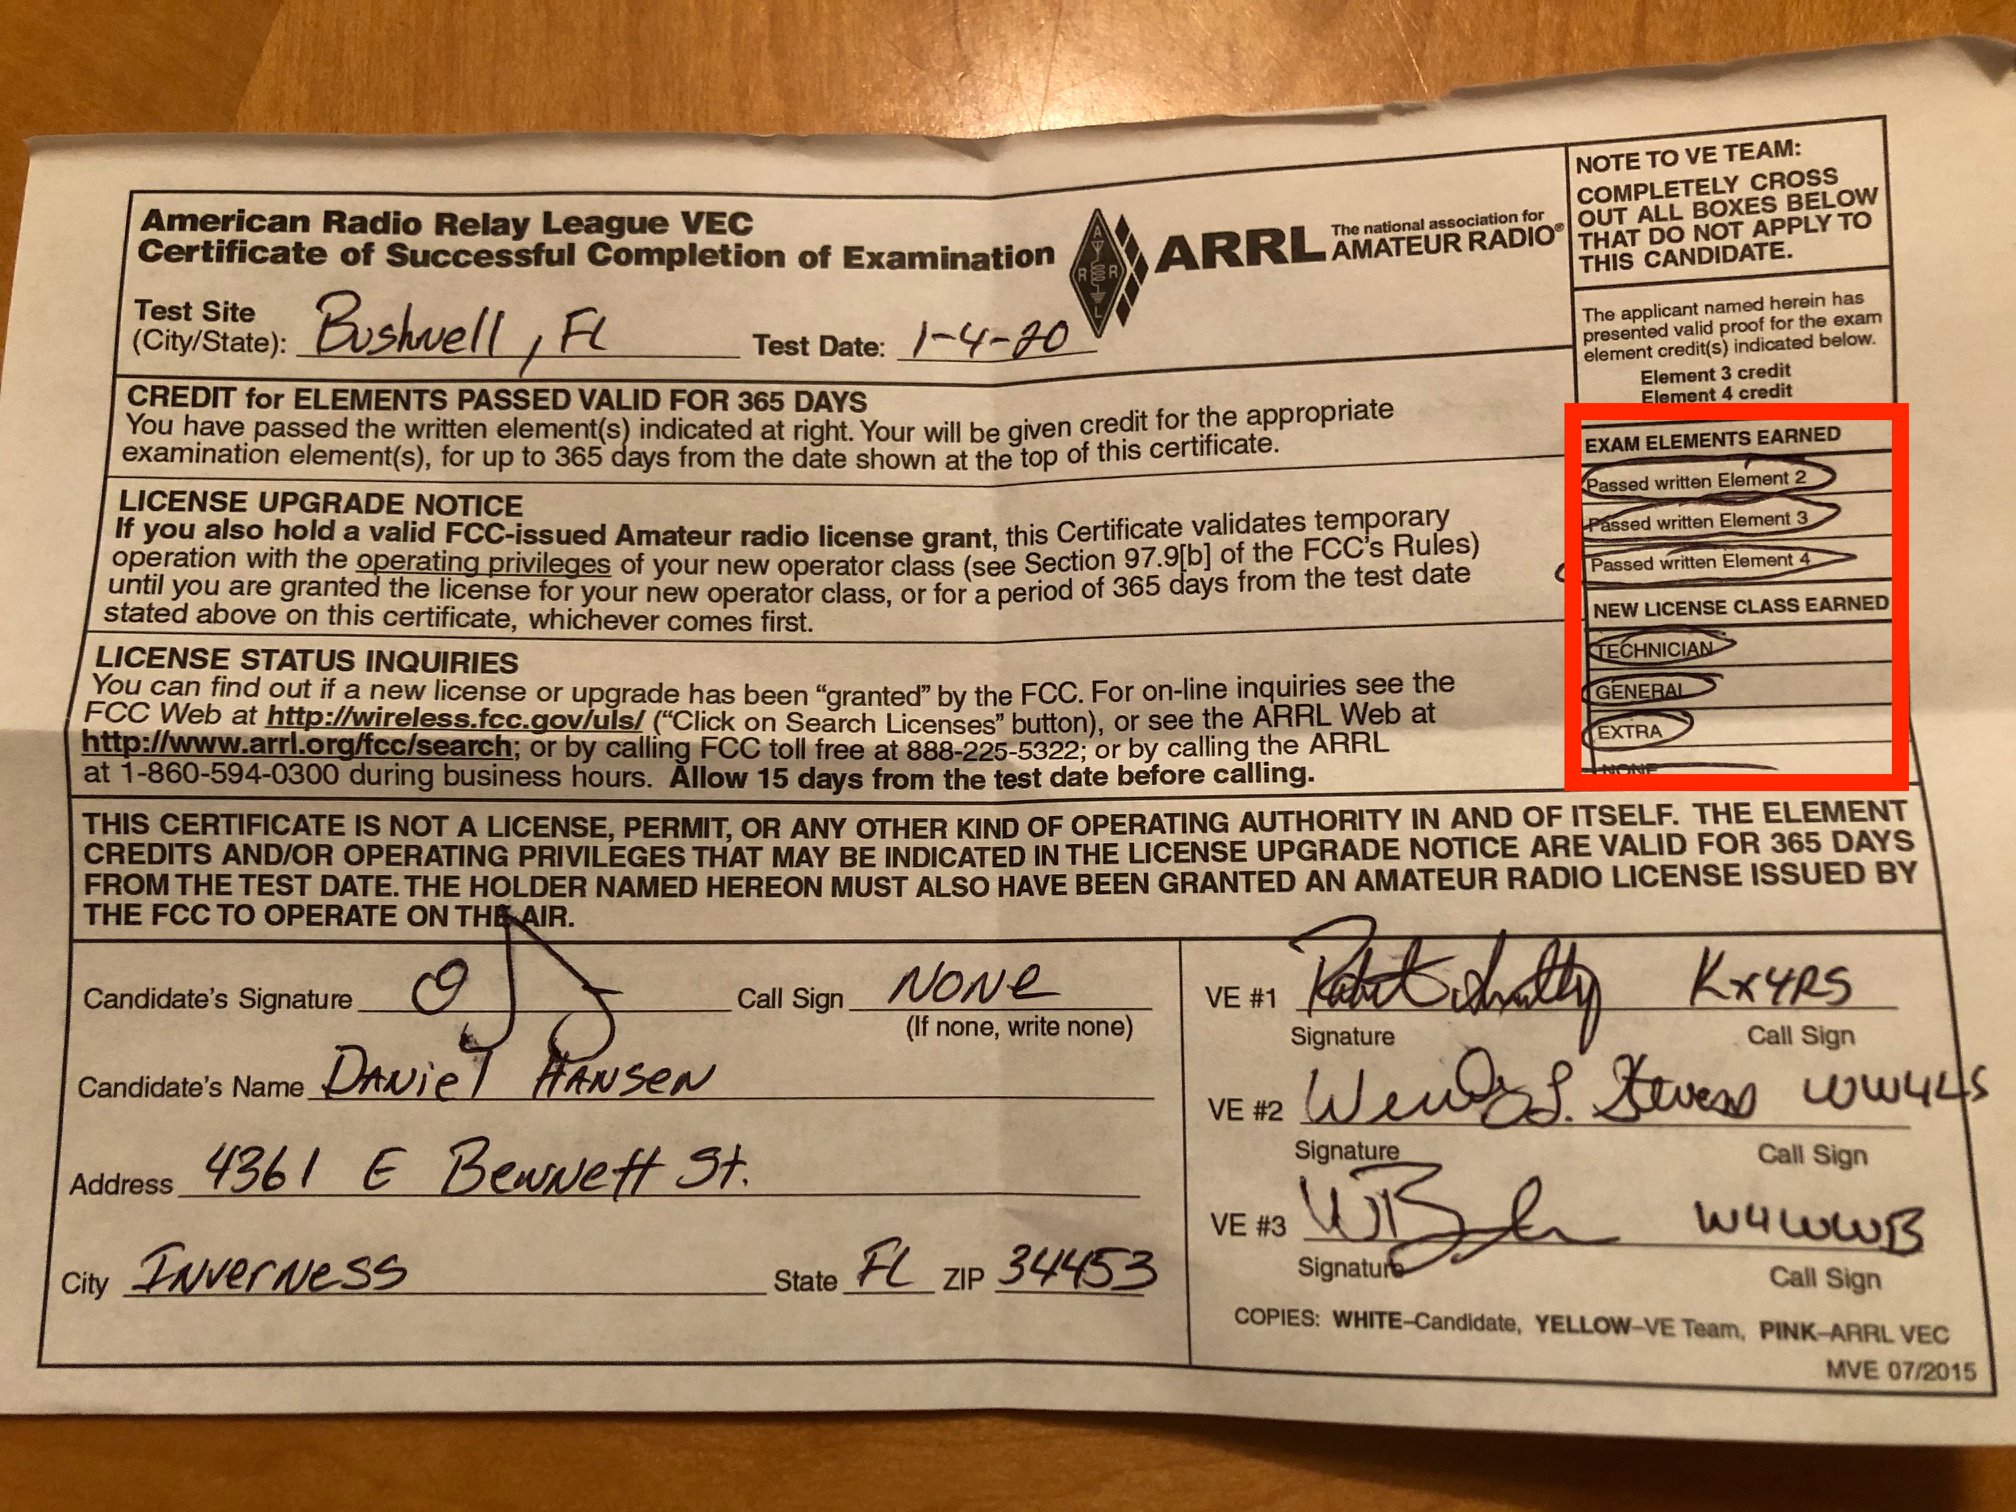 American Radio Relay League VEC
Certificate of Successful Completion of Examination
ARRL The national association for
AMATEUR RADIO®
Test Site
(City/State): Bushnell, FL Test Date: 1-4-20
CREDIT for ELEMENTS PASSED VALID FOR 365 DAYS
You have passed the written element(s) indicated at right. Your will be given credit for the appropriate
examination element(s), for up to 365 days from the date shown at the top of this certificate.
LICENSE UPGRADE NOTICE
If you also hold a valid FCC-issued Amateur radio license grant, this Certificate validates temporary
operation with the operating privileges of your new operator class (see Section 97.9[b] of the FCC's Rules)
until you are granted the license for your new operator class, or for a period of 365 days from the test date
stated above on this certificate, whichever comes first.
LICENSE STATUS INQUIRIES
You can find out if a new license or upgrade has been "granted" by the FCC. For on-line inquiries see the
FCC Web at http://wireless.fcc.gov/uls/ ("Click on Search Licenses" button), or see the ARRL Web at
http://www.arrl.org/fcc/search; or by calling FCC toll free at 888-225-5322; or by calling the ARRL
at 1-860-594-0300 during business hours. Allow 15 days from the test date before calling.
NOTE TO VE TEAM:
COMPLETELY CROSS
OUT ALL BOXES BELOW
THAT DO NOT APPLY TO
THIS CANDIDATE.
The applicant named herein has
presented valid proof for the exam
element credit(s) indicated below.
Element 3 credit
Element 4 credit
EXAM ELEMENTS EARNED
Passed written Element 2
Passed written Element 3
Passed written Element 4
NEW LICENSE CLASS EARNED
TECHNICIAN
GENERAL
EXTRA
NONE
THIS CERTIFICATE IS NOT A LICENSE, PERMIT, OR ANY OTHER KIND OF OPERATING AUTHORITY IN AND OF ITSELF. THE ELEMENT
CREDITS AND/OR OPERATING PRIVILEGES THAT MAY BE INDICATED IN THE LICENSE UPGRADE NOTICE ARE VALID FOR 365 DAYS
FROM THE TEST DATE. THE HOLDER NAMED HEREON MUST ALSO HAVE BEEN GRANTED AN AMATEUR RADIO LICENSE ISSUED BY
THE FCC TO OPERATE ON THE AIR.
Candidate's Signature Call Sign NONE
(If none, write none)
Candidate's Name DANiel HANSEN
Address 4361 E Bennett St.
City INverNess State FL ZIP 34453
VE #1 KX4RS
Signature Call Sign
VE #2 Wendy L. Stevens WW4LS
Signature Call Sign
VE #3 W4WWB
Signature Call Sign
COPIES: WHITE–Candidate, YELLOW–VE Team, PINK–ARRL VEC
MVE 07/2015